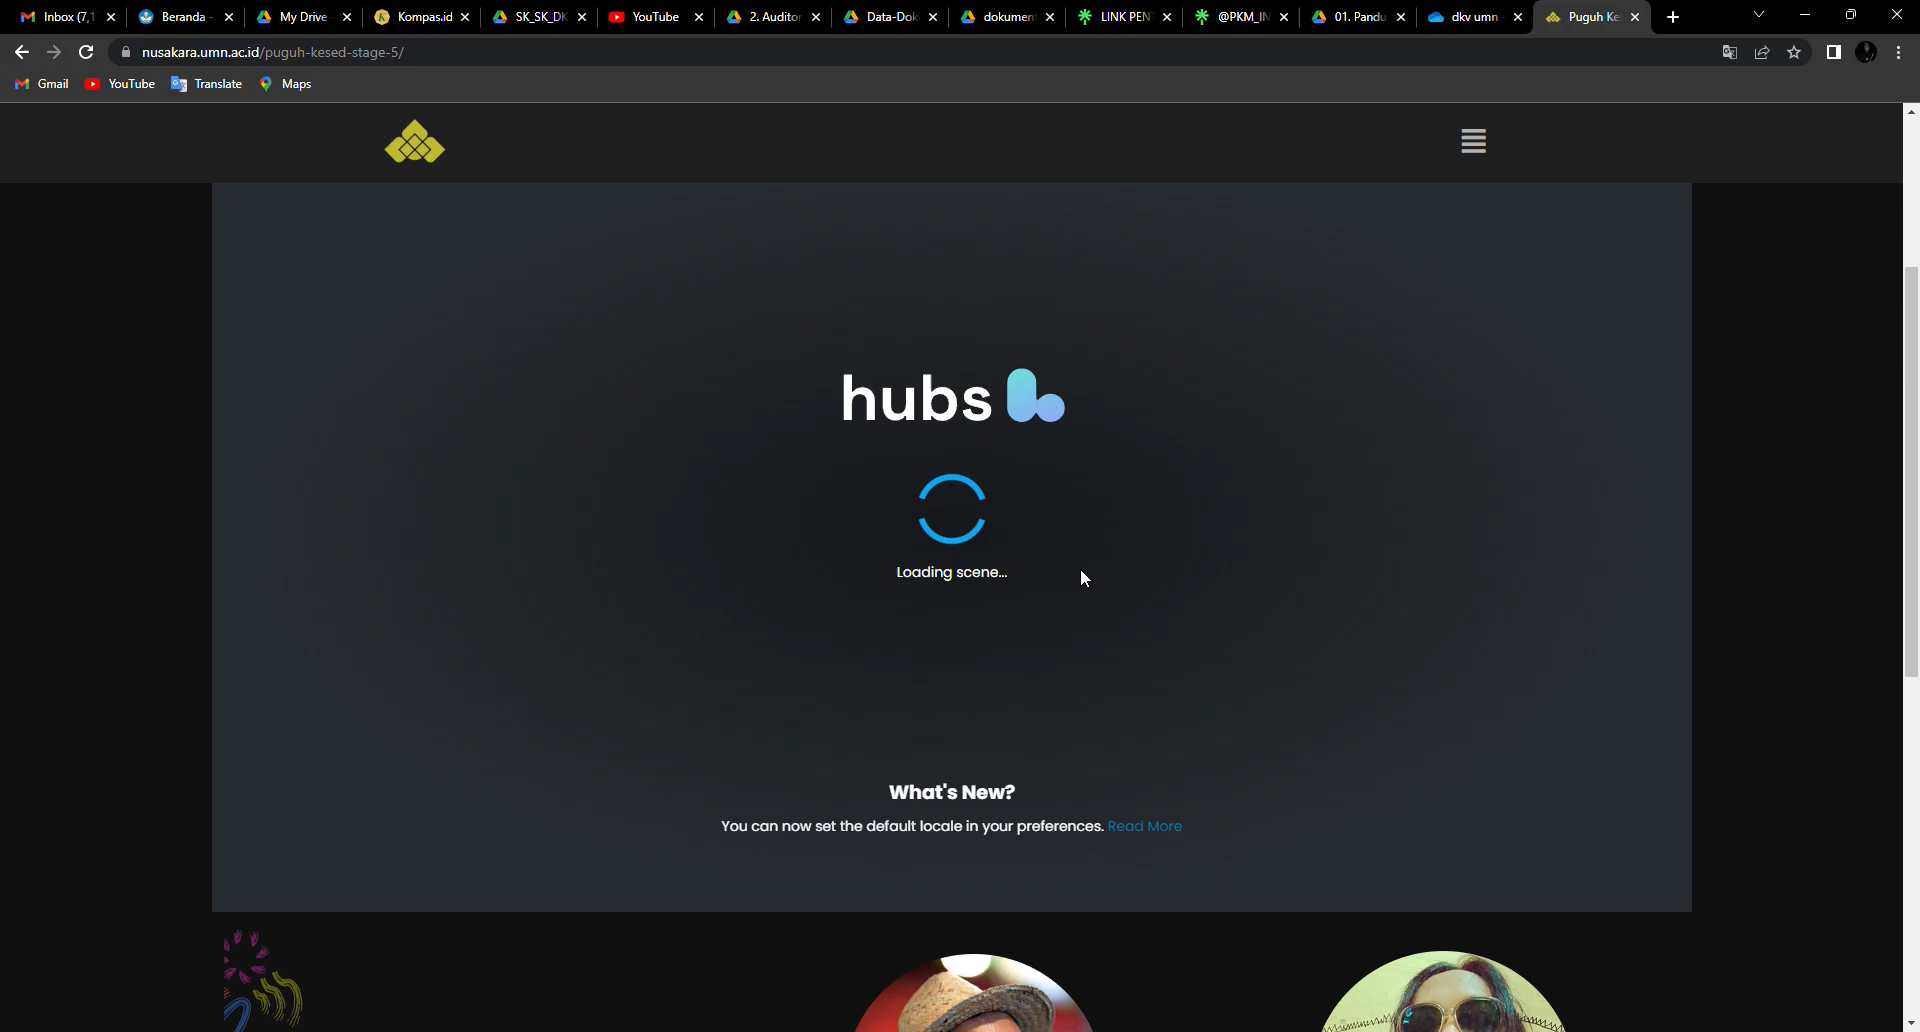 Inbox (7,1
Beranda -
My Drive -
Kompas.id
SK_SK_DK
YouTube
2. Auditor
Data-Dok
dokumen
LINK PENT
@PKM_IN
01. Pandu
dkv umn -
Puguh Ke
nusakara.umn.ac.id/puguh-kesed-stage-5/
Gmail
YouTube
Translate
Maps
hubs
Loading scene...
What's New?
You can now set the default locale in your preferences. Read More